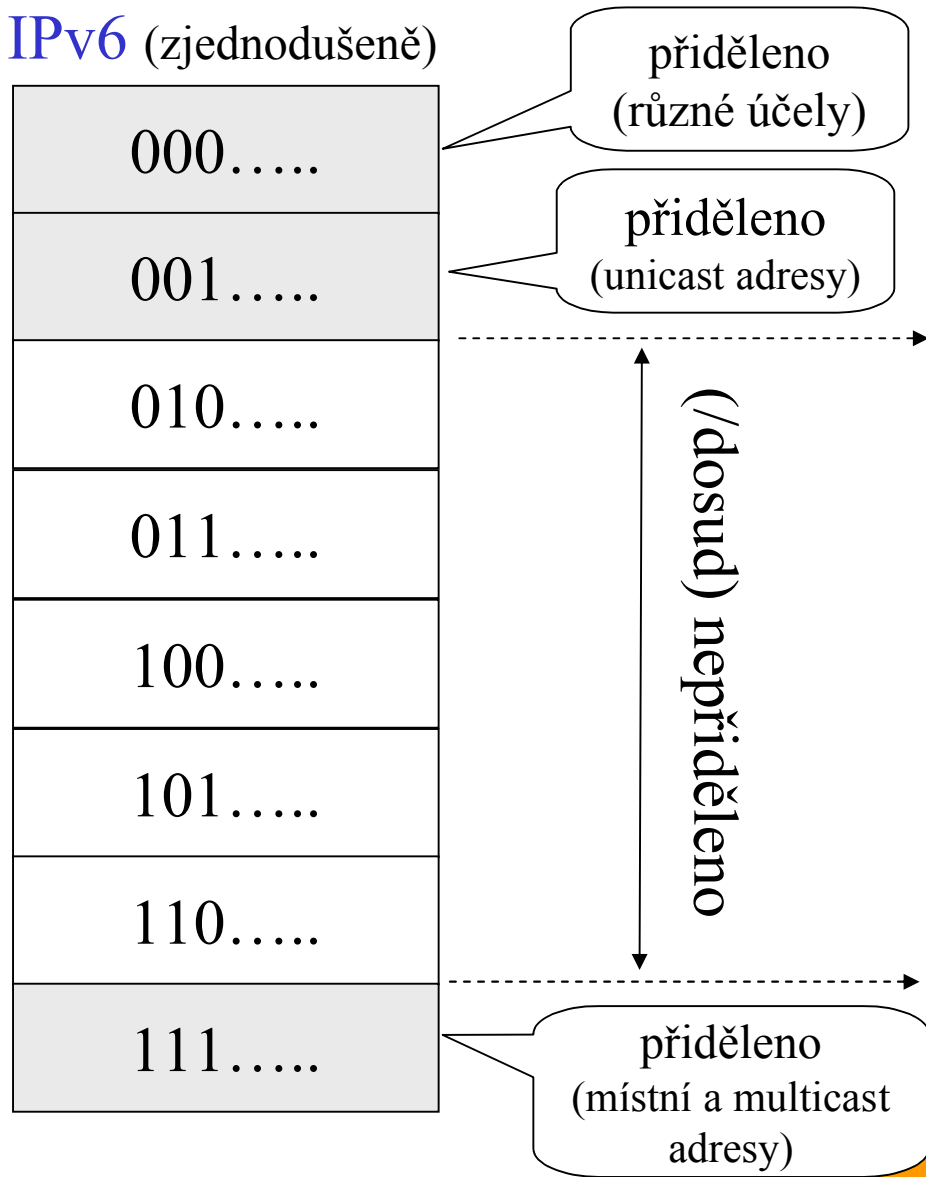 IPv6 (zjednodušeně)
přiděleno
(různé účely)
000…..
přiděleno
(unicast adresy)
001…..
010…..
011…..
100…..
101…..
110…..
(/dosud) nepřiděleno
111…..
přiděleno
(místní a multicast
adresy)